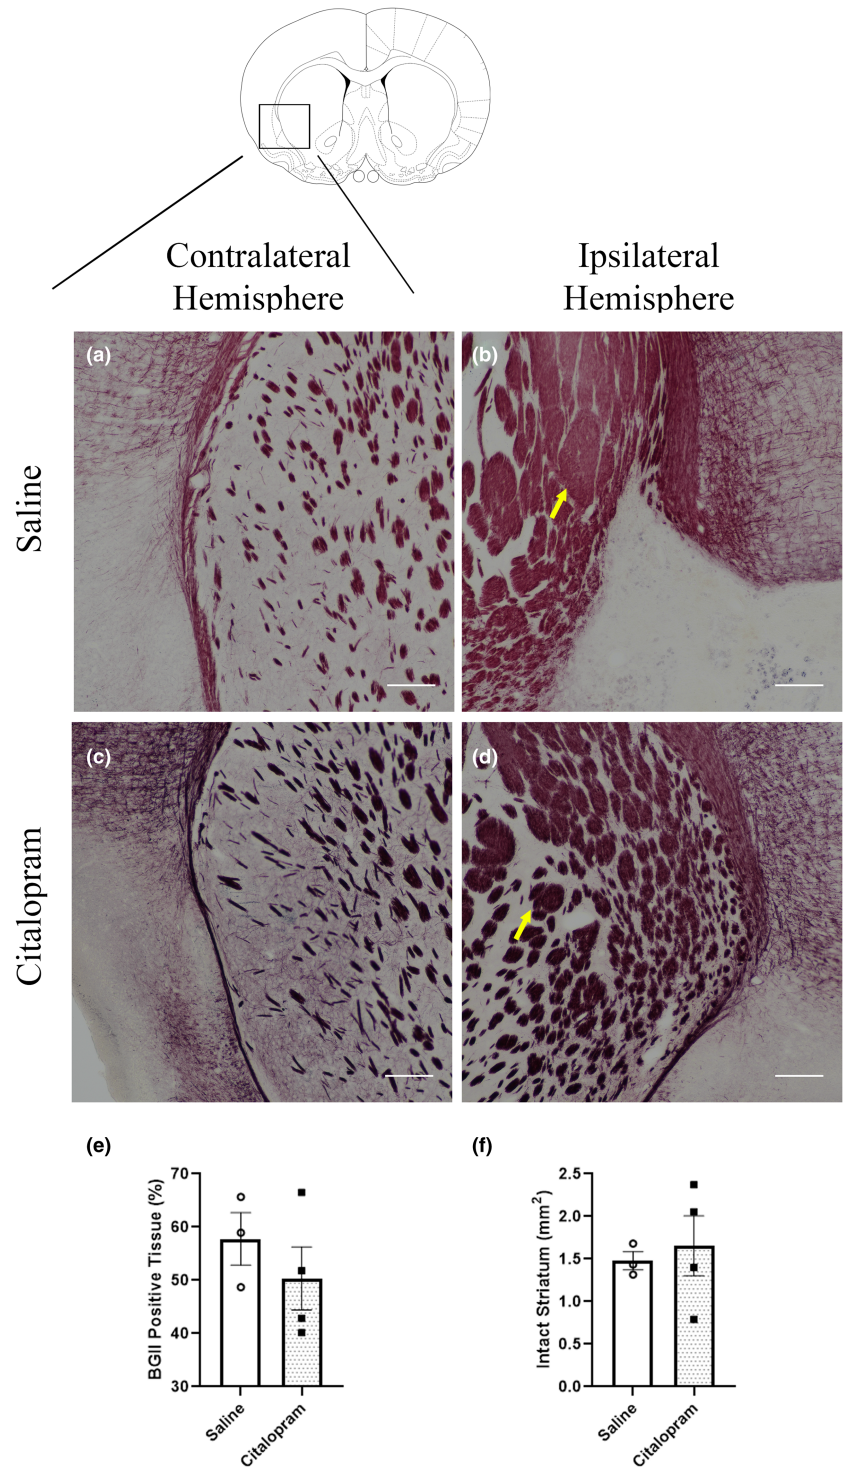 Contralateral
Hemisphere
Ipsilateral
Hemisphere
Saline
(a)
(b)
Citalopram
(c)
(d)
(e)
BGII Positive Tissue (%)
70
60
50
40
30
Saline
Citalopram
(f)
Intact Striatum (mm²)
2.5
2.0
1.5
1.0
0.5
0.0
Saline
Citalopram